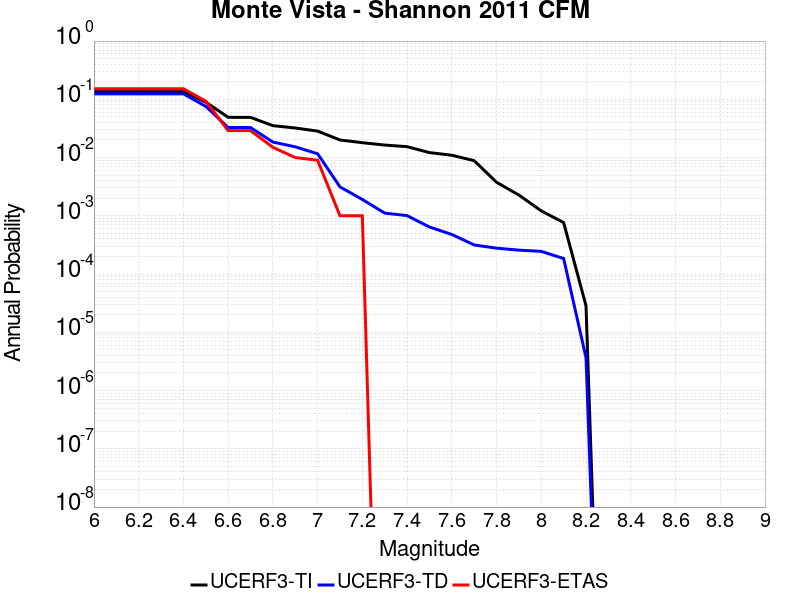 Monte Vista - Shannon 2011 CFM
10^0
10^-1
10^-2
10^-3
10^-4
10^-5
10^-6
10^-7
10^-8
Annual Probability
6 6.2 6.4 6.6 6.8 7 7.2 7.4 7.6 7.8 8 8.2 8.4 8.6 8.8 9
Magnitude
UCERF3-TI UCERF3-TD UCERF3-ETAS